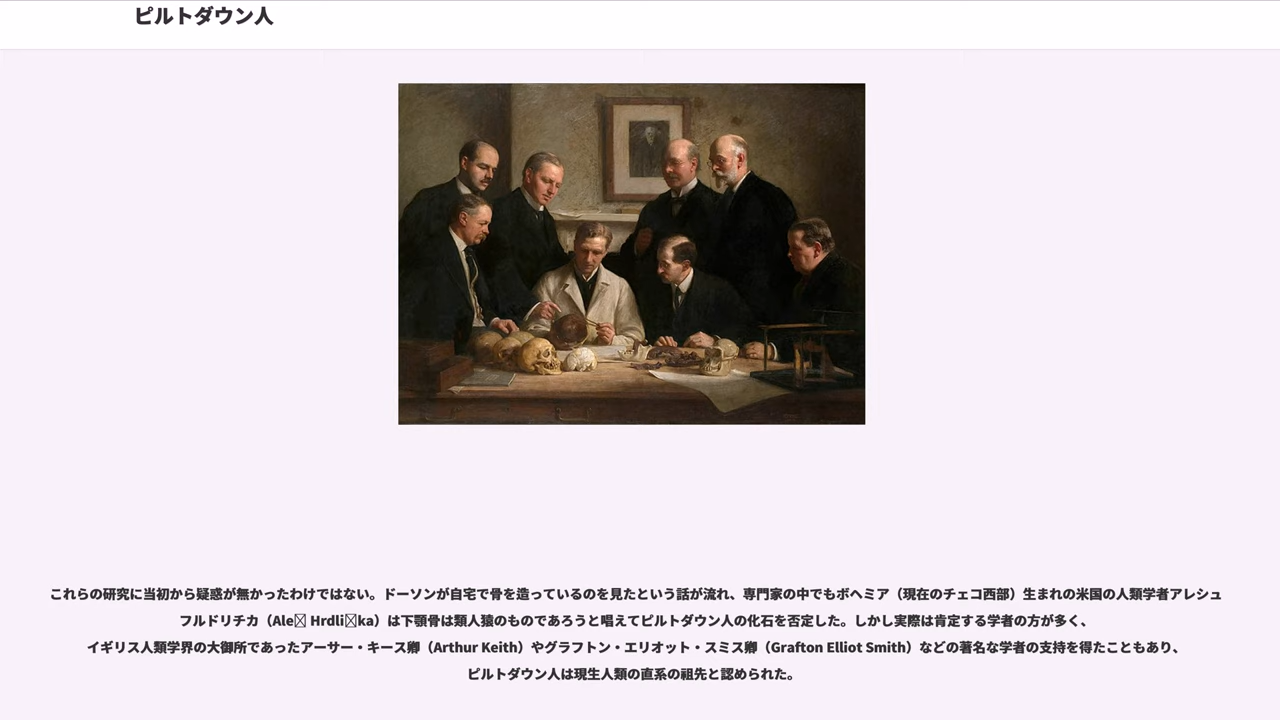 ピルトダウン人
これらの研究に当初から疑惑が無かったわけではない。ドーソンが自宅で骨を造っているのを見たという話が流れ、専門家の中でもボヘミア（現在のチェコ西部）生まれの米国の人類学者アレシュ
フルドリチカ（Ale□ Hrdli□ka）は下顎骨は類人猿のものであろうと唱えてピルトダウン人の化石を否定した。しかし実際は肯定する学者の方が多く、
イギリス人類学界の大御所であったアーサー・キース卿（Arthur Keith）やグラフトン・エリオット・スミス卿（Grafton Elliot Smith）などの著名な学者の支持を得たこともあり、
ピルトダウン人は現生人類の直系の祖先と認められた。